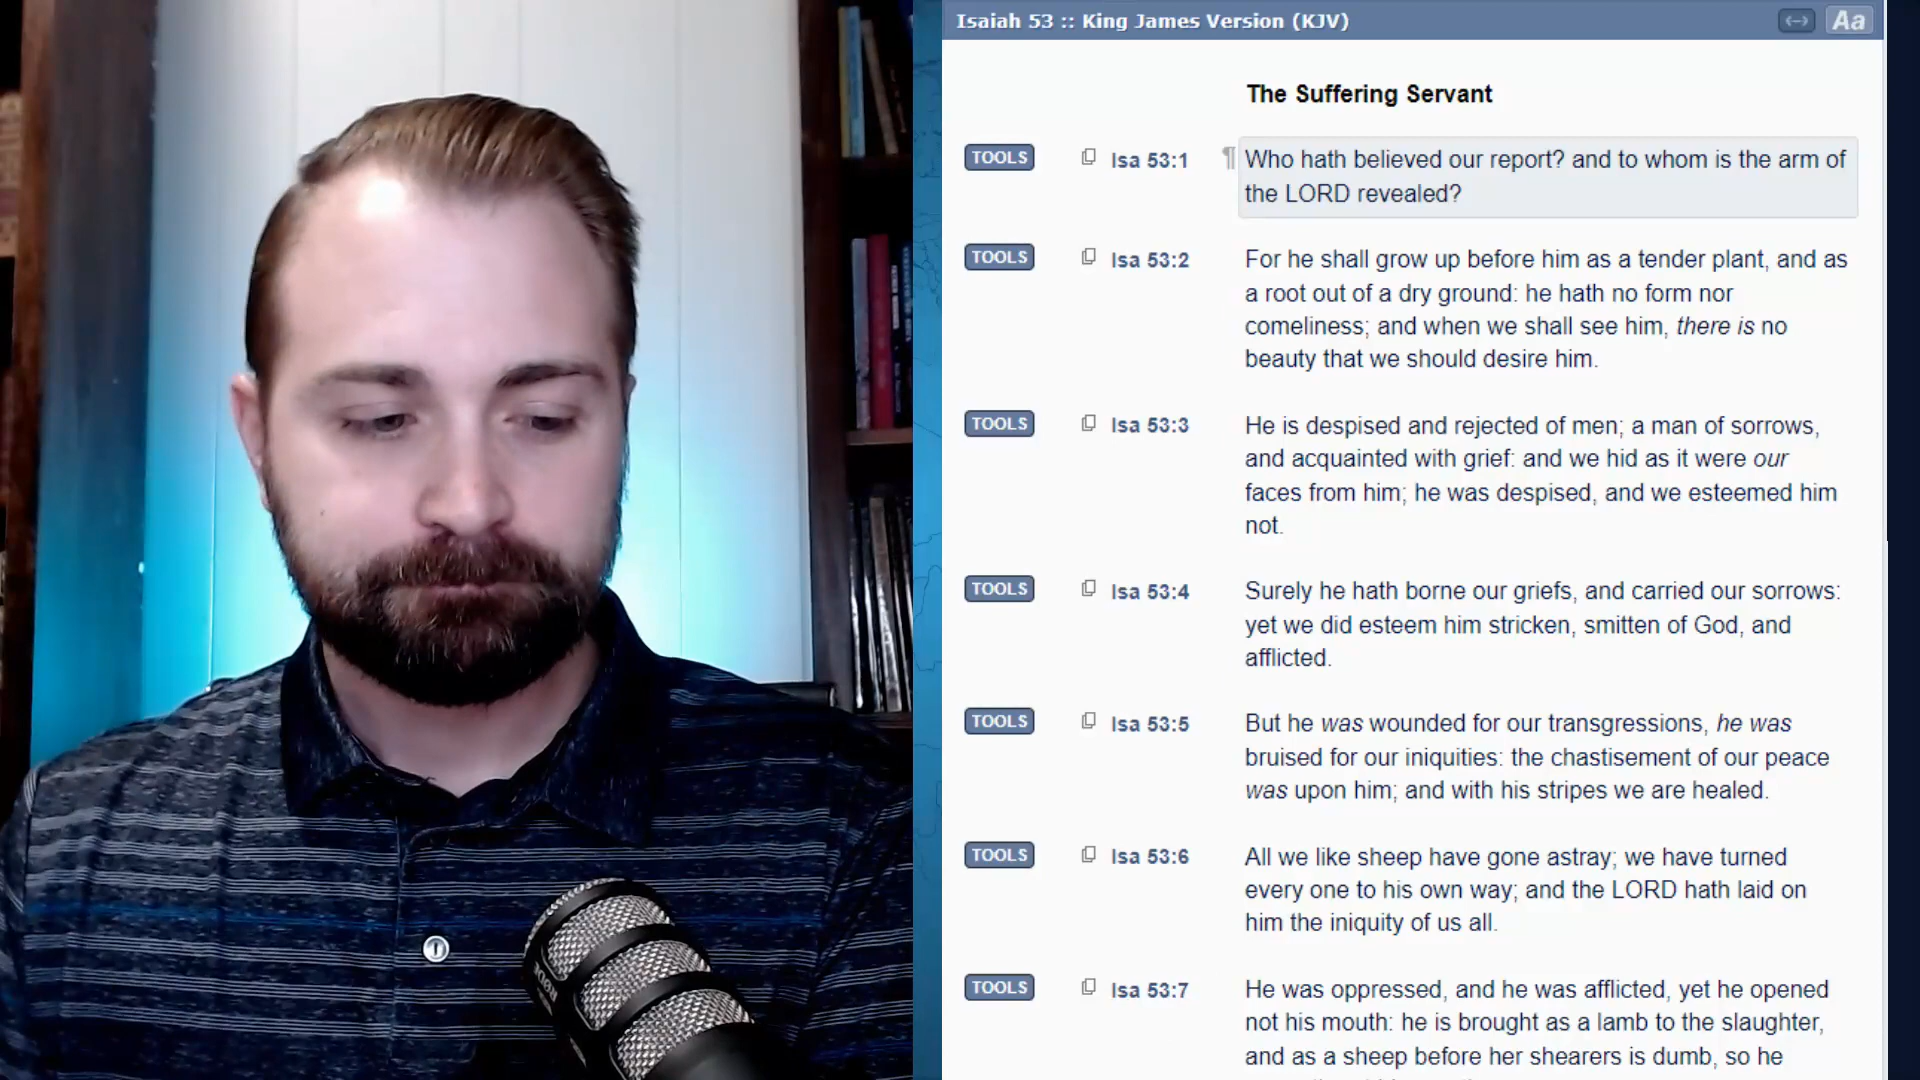 Isaiah 53 :: King James Version (KJV)
Aa
The Suffering Servant
TOOLS Isa 53:1 ¶ Who hath believed our report? and to whom is the arm of
the LORD revealed?
TOOLS Isa 53:2 For he shall grow up before him as a tender plant, and as
a root out of a dry ground: he hath no form nor
comeliness; and when we shall see him, there is no
beauty that we should desire him.
TOOLS Isa 53:3 He is despised and rejected of men; a man of sorrows,
and acquainted with grief: and we hid as it were our
faces from him; he was despised, and we esteemed him
not.
TOOLS Isa 53:4 Surely he hath borne our griefs, and carried our sorrows:
yet we did esteem him stricken, smitten of God, and
afflicted.
TOOLS Isa 53:5 But he was wounded for our transgressions, he was
bruised for our iniquities: the chastisement of our peace
was upon him; and with his stripes we are healed.
TOOLS Isa 53:6 All we like sheep have gone astray; we have turned
every one to his own way; and the LORD hath laid on
him the iniquity of us all.
TOOLS Isa 53:7 He was oppressed, and he was afflicted, yet he opened
not his mouth: he is brought as a lamb to the slaughter,
and as a sheep before her shearers is dumb, so he
RØDE